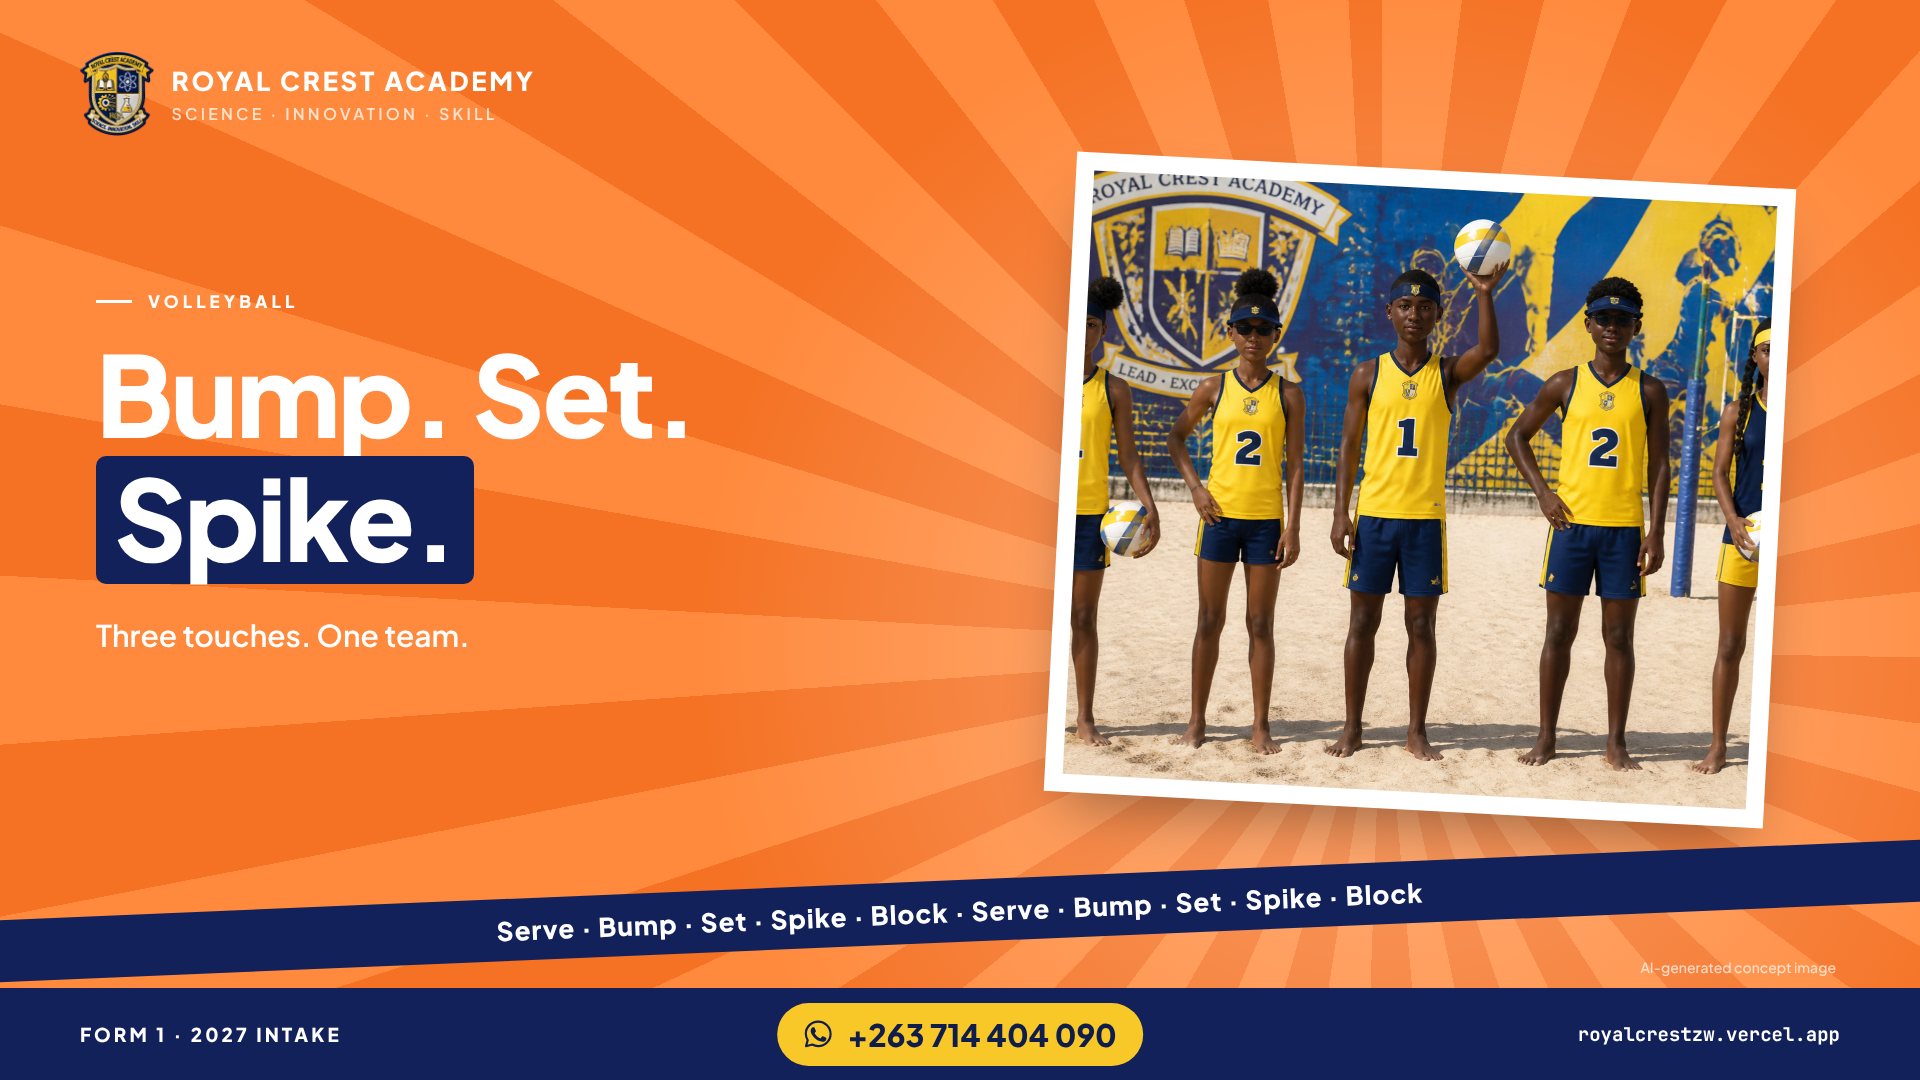 ROYAL CREST ACADEMY
SCIENCE · INNOVATION · SKILL
VOLLEYBALL
Bump. Set.
Spike.
Three touches. One team.
ROYAL CREST ACADEMY
LEAD · EXC
2
1
2
Serve · Bump · Set · Spike · Block · Serve · Bump · Set · Spike · Block
AI-generated concept image
FORM 1 · 2027 INTAKE
+263 714 404 090
royalcrestzw.vercel.app